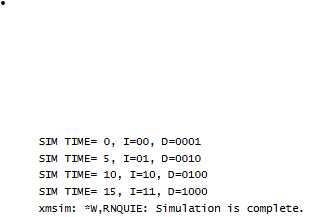 SIM TIME= 0, I=00, D=0001
SIM TIME= 5, I=01, D=0010
SIM TIME= 10, I=10, D=0100
SIM TIME= 15, I=11, D=1000
xmsim: *W,RNQUIE: Simulation is complete.